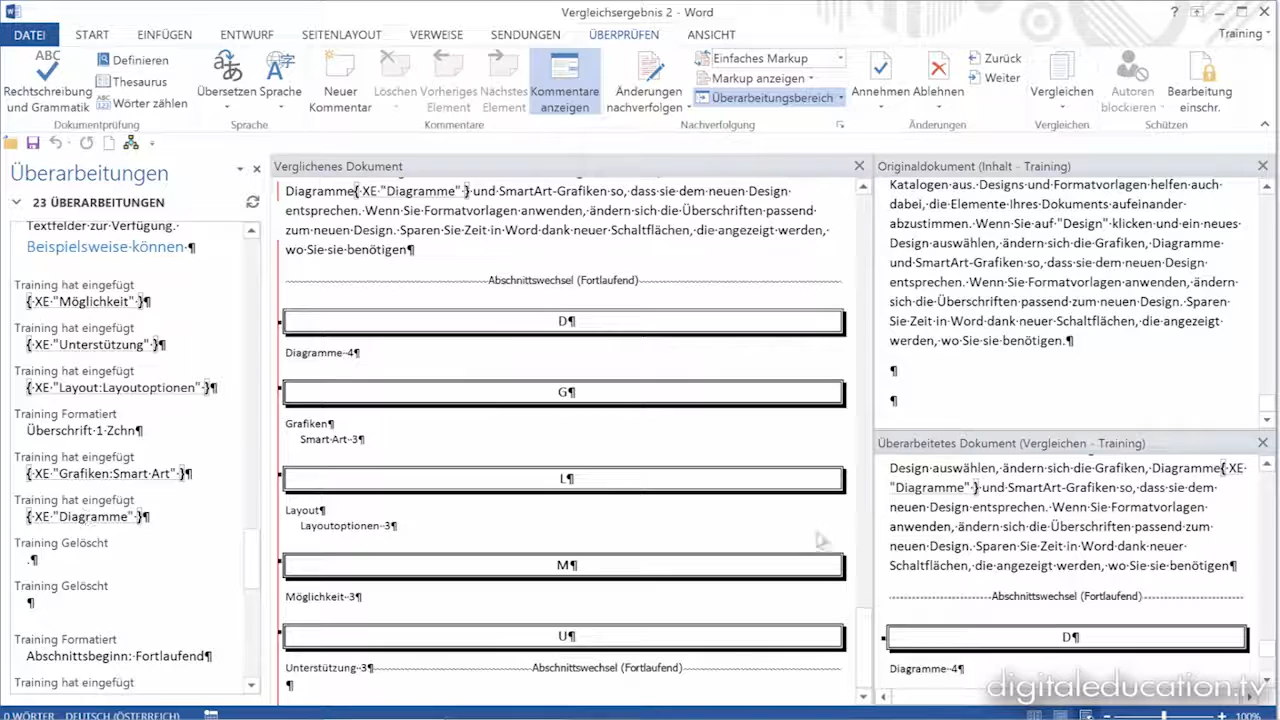 Vergleichsergebnis 2 - Word
DATEI START EINFÜGEN ENTWURF SEITENLAYOUT VERWEISE SENDUNGEN ÜBERPRÜFEN ANSICHT Training
ABC
Rechtschreibung und Grammatik
Definieren
Thesaurus
Wörter zählen
Dokumentprüfung
Übersetzen Sprache
Sprache
Neuer Kommentar
Löschen
Vorheriges Element
Nächstes Element
Kommentare anzeigen
Kommentare
Änderungen nachverfolgen
Einfaches Markup
Markup anzeigen
Überarbeitungsbereich
Nachverfolgung
Annehmen Ablehnen
Zurück
Weiter
Änderungen
Vergleichen
Vergleichen
Autoren blockieren
Bearbeitung einschr.
Schützen
Überarbeitungen
23 ÜBERARBEITUNGEN
Textfelder zur Verfügung.
Beispielsweise können ¶
Training hat eingefügt
{ XE "Möglichkeit" }¶
Training hat eingefügt
{ XE "Unterstützung" }¶
Training hat eingefügt
{ XE "Layout:Layoutoptionen" }¶
Training Formatiert
Überschrift 1 Zchn¶
Training hat eingefügt
{ XE "Grafiken:Smart Art" }¶
Training hat eingefügt
{ XE "Diagramme" }¶
Training Gelöscht
.¶
Training Gelöscht
¶
Training Formatiert
Abschnittsbeginn: Fortlaufend¶
Training hat eingefügt
Verglichenes Dokument
Diagramme{ XE "Diagramme" } und SmartArt-Grafiken so, dass sie dem neuen Design
entsprechen. Wenn Sie Formatvorlagen anwenden, ändern sich die Überschriften passend
zum neuen Design. Sparen Sie Zeit in Word dank neuer Schaltflächen, die angezeigt werden,
wo Sie sie benötigen¶
Abschnittswechsel (Fortlaufend)
D¶
Diagramme 4¶
G¶
Grafiken¶
Smart Art 3¶
L¶
Layout¶
Layoutoptionen 3¶
M¶
Möglichkeit 3¶
U¶
Unterstützung 3¶ Abschnittswechsel (Fortlaufend)
¶
Originaldokument (Inhalt - Training)
Katalogen aus. Designs und Formatvorlagen helfen auch
dabei, die Elemente Ihres Dokuments aufeinander
abzustimmen. Wenn Sie auf "Design" klicken und ein neues
Design auswählen, ändern sich die Grafiken, Diagramme
und SmartArt-Grafiken so, dass sie dem neuen Design
entsprechen. Wenn Sie Formatvorlagen anwenden, ändern
sich die Überschriften passend zum neuen Design. Sparen
Sie Zeit in Word dank neuer Schaltflächen, die angezeigt
werden, wo Sie sie benötigen.¶
¶
¶
Überarbeitetes Dokument (Vergleichen - Training)
Design auswählen, ändern sich die Grafiken, Diagramme{ XE
"Diagramme" } und SmartArt-Grafiken so, dass sie dem
neuen Design entsprechen. Wenn Sie Formatvorlagen
anwenden, ändern sich die Überschriften passend zum
neuen Design. Sparen Sie Zeit in Word dank neuer
Schaltflächen, die angezeigt werden, wo Sie sie benötigen¶
Abschnittswechsel (Fortlaufend)
D¶
Diagramme 4¶
digitaleducation.tv
0 WÖRTER DEUTSCH (ÖSTERREICH) 100%